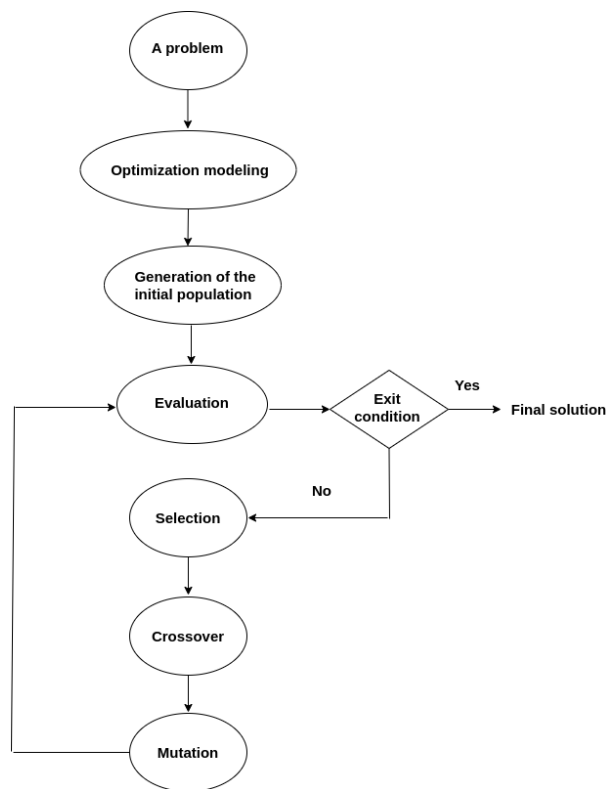 A problem
Optimization modeling
Generation of the
initial population
Evaluation
Exit
condition
Yes
Final solution
No
Selection
Crossover
Mutation